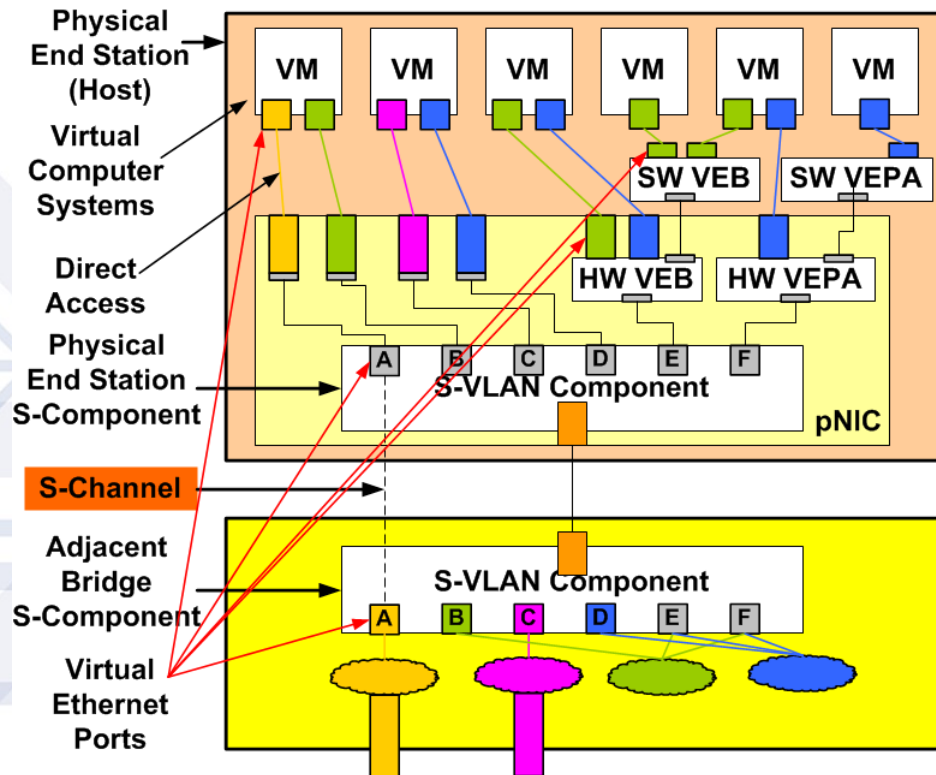 Physical
End Station
(Host)
Virtual
Computer
Systems
Direct
Access
Physical
End Station
S-Component
S-Channel
Adjacent
Bridge
S-Component
Virtual
Ethernet
Ports
VM VM VM VM VM VM
SW VEB SW VEPA
HW VEB HW VEPA
A B C D E F
S-VLAN Component
pNIC
S-VLAN Component
A B C D E F